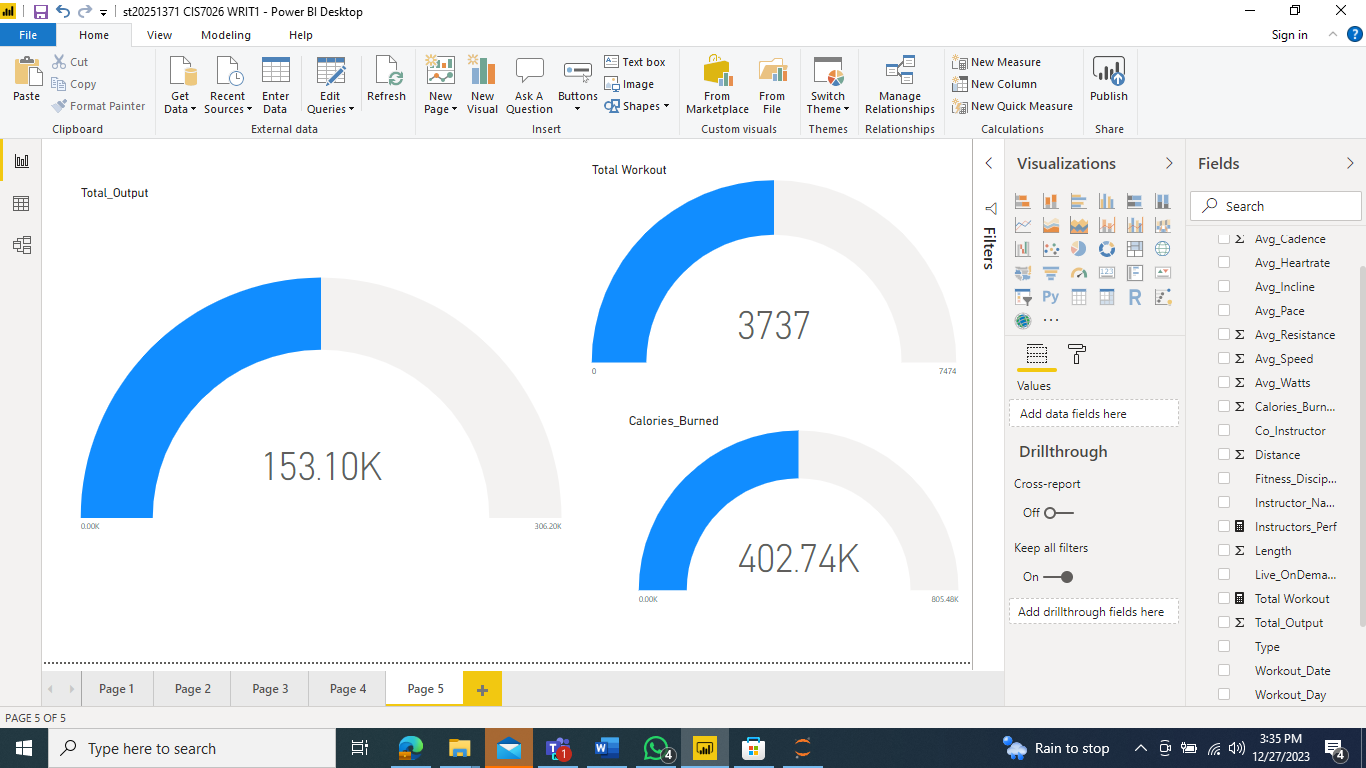 st20251371 CIS7026 WRIT1 - Power BI Desktop
File
Home
View
Modeling
Help
Sign in
?
Paste
Cut
Copy
Format Painter
Clipboard
Get Data
Recent Sources
Enter Data
Edit Queries
Refresh
External data
New Page
New Visual
Ask A Question
Buttons
Text box
Image
Shapes
Insert
From Marketplace
From File
Custom visuals
Switch Theme
Themes
Manage Relationships
Relationships
New Measure
New Column
New Quick Measure
Calculations
Publish
Share
Total_Output
153.10K
0.00K
306.20K
Total Workout
3737
0
7474
Calories_Burned
402.74K
0.00K
805.48K
Filters
Visualizations
123
Py
R
...
Values
Add data fields here
Drillthrough
Cross-report
Off
Keep all filters
On
Add drillthrough fields here
Fields
Search
Σ Avg_Cadence
Avg_Heartrate
Avg_Incline
Avg_Pace
Σ Avg_Resistance
Σ Avg_Speed
Σ Avg_Watts
Σ Calories_Burn...
Co_Instructor
Σ Distance
Fitness_Discip...
Instructor_Na...
Instructors_Perf
Σ Length
Live_OnDema...
Total Workout
Σ Total_Output
Type
Workout_Date
Workout_Day
Page 1
Page 2
Page 3
Page 4
Page 5
+
PAGE 5 OF 5
Type here to search
1
4
Rain to stop
3:35 PM
12/27/2023
4